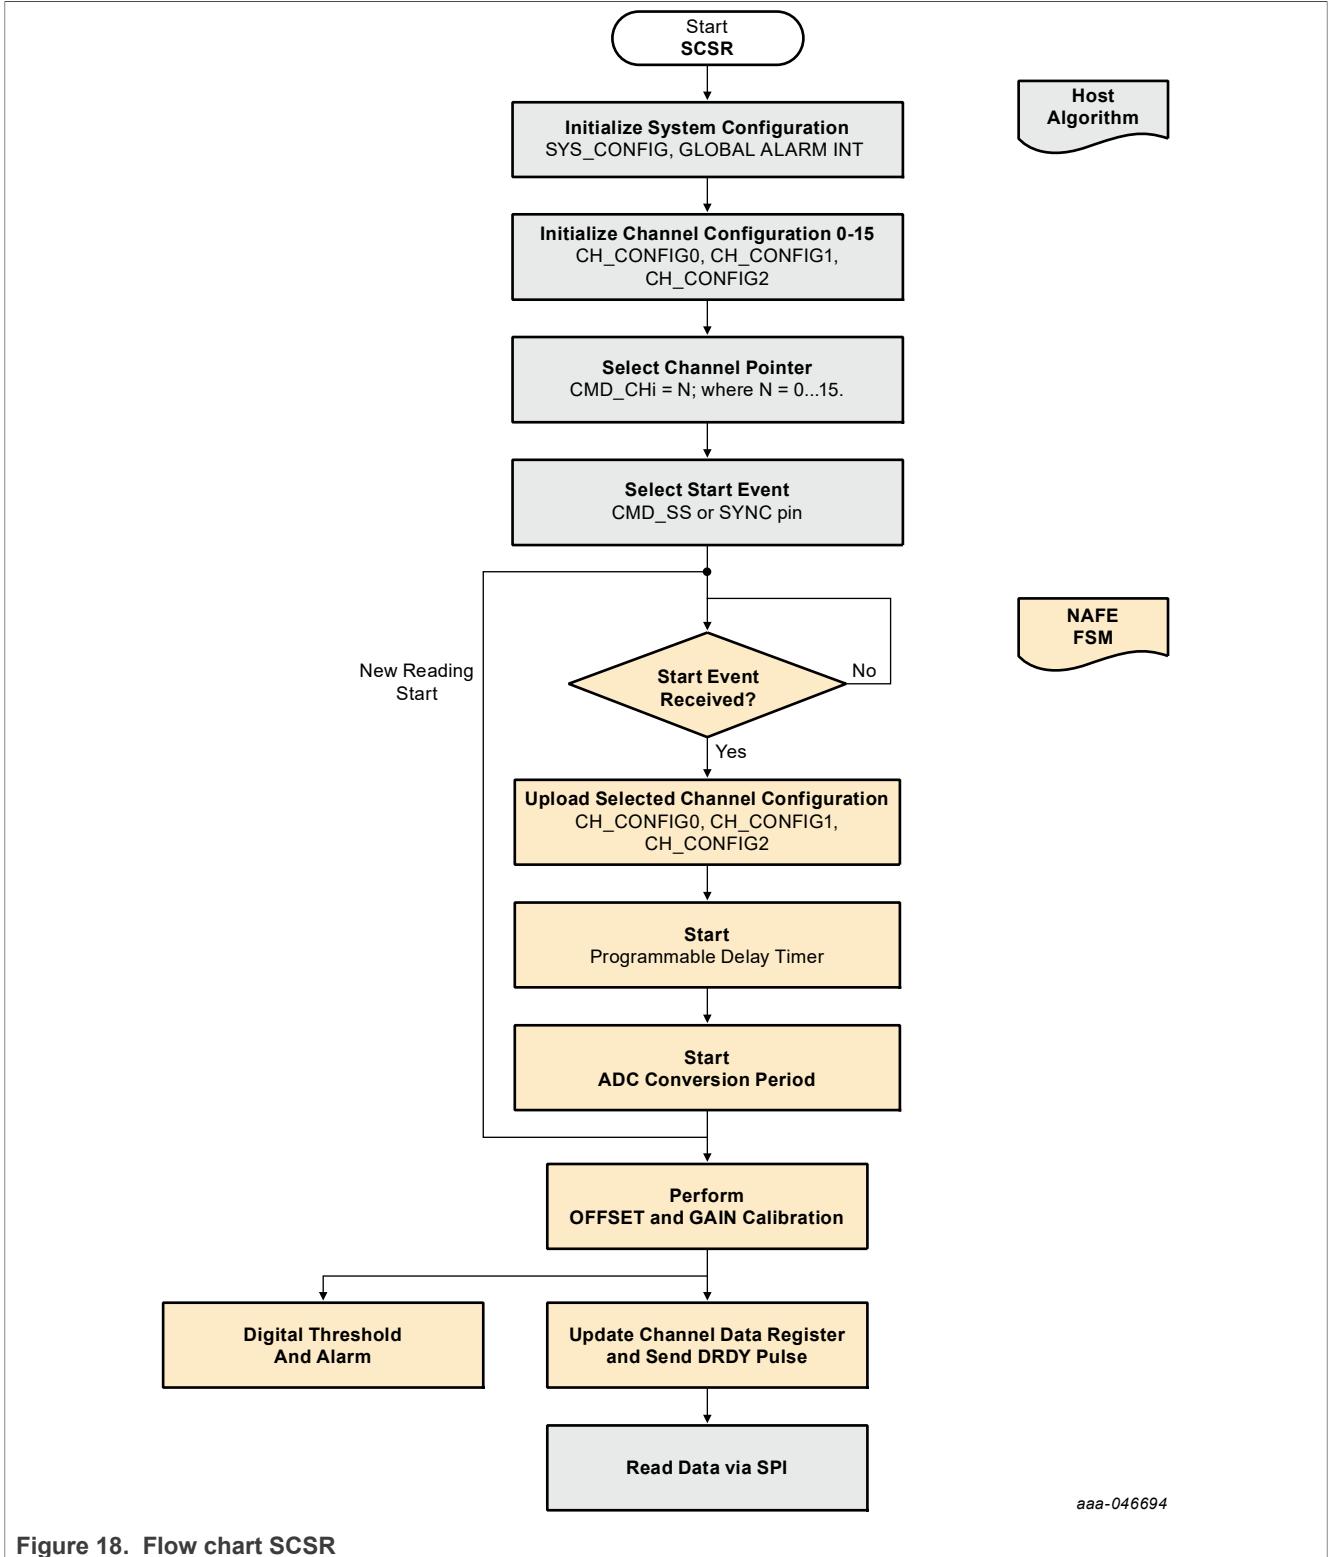 Start
SCSR
Host
Algorithm
Initialize System Configuration
SYS_CONFIG, GLOBAL ALARM INT
Initialize Channel Configuration 0-15
CH_CONFIG0, CH_CONFIG1,
CH_CONFIG2
Select Channel Pointer
CMD_CHi = N; where N = 0...15.
Select Start Event
CMD_SS or SYNC pin
NAFE
FSM
New Reading
Start
Start Event
Received?
No
Yes
Upload Selected Channel Configuration
CH_CONFIG0, CH_CONFIG1,
CH_CONFIG2
Start
Programmable Delay Timer
Start
ADC Conversion Period
Perform
OFFSET and GAIN Calibration
Digital Threshold
And Alarm
Update Channel Data Register
and Send DRDY Pulse
Read Data via SPI
aaa-046694
Figure 18. Flow chart SCSR